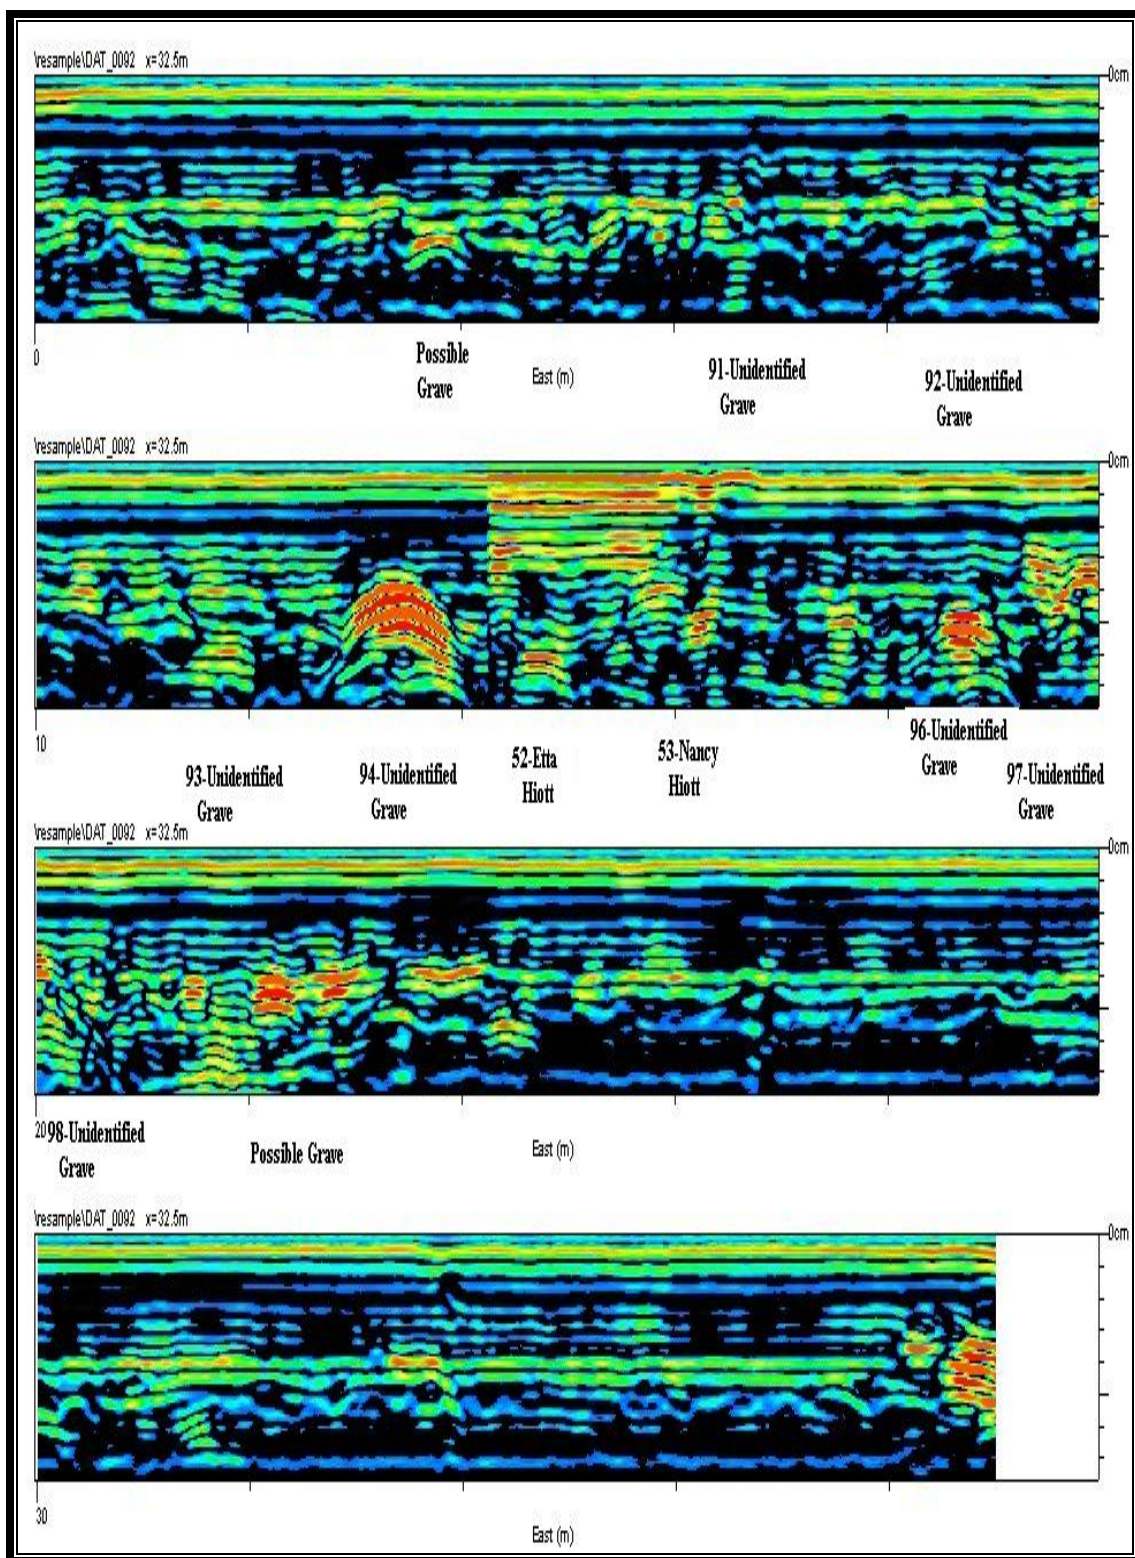 \resample\DAT_0092 x=32.5m
0cm
0
Possible
Grave
East (m)
91-Unidentified
Grave
92-Unidentified
Grave
\resample\DAT_0092 x=32.5m
0cm
10
93-Unidentified
Grave
94-Unidentified
Grave
52-Etta
Hiott
53-Nancy
Hiott
96-Unidentified
Grave
97-Unidentified
Grave
\resample\DAT_0092 x=32.5m
0cm
20
98-Unidentified
Grave
Possible Grave
East (m)
\resample\DAT_0092 x=32.5m
0cm
30
East (m)